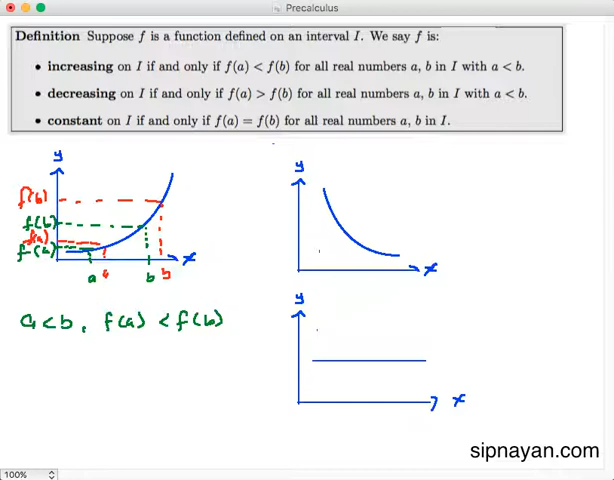 Precalculus
Definition Suppose f is a function defined on an interval I. We say f is:
• increasing on I if and only if f(a) < f(b) for all real numbers a, b in I with a < b.
• decreasing on I if and only if f(a) > f(b) for all real numbers a, b in I with a < b.
• constant on I if and only if f(a) = f(b) for all real numbers a, b in I.
y
y
f(b)
f(b)
f(a)
f(a)
x
x
a
a
b
b
y
a < b, f(a) < f(b)
x
sipnayan.com
100%